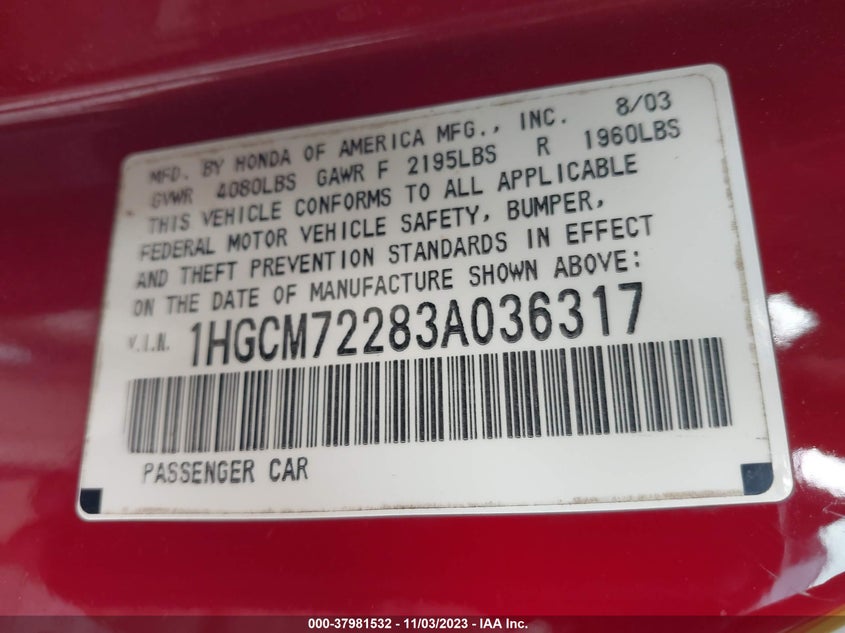 MFD. BY HONDA OF AMERICA MFG., INC. 8/03
GVWR 4080LBS GAWR F 2195LBS R 1960LBS
THIS VEHICLE CONFORMS TO ALL APPLICABLE
FEDERAL MOTOR VEHICLE SAFETY, BUMPER,
AND THEFT PREVENTION STANDARDS IN EFFECT
ON THE DATE OF MANUFACTURE SHOWN ABOVE:
V.I.N. 1HGCM72283A036317
PASSENGER CAR
000-37981532 - 11/03/2023 - IAA Inc.